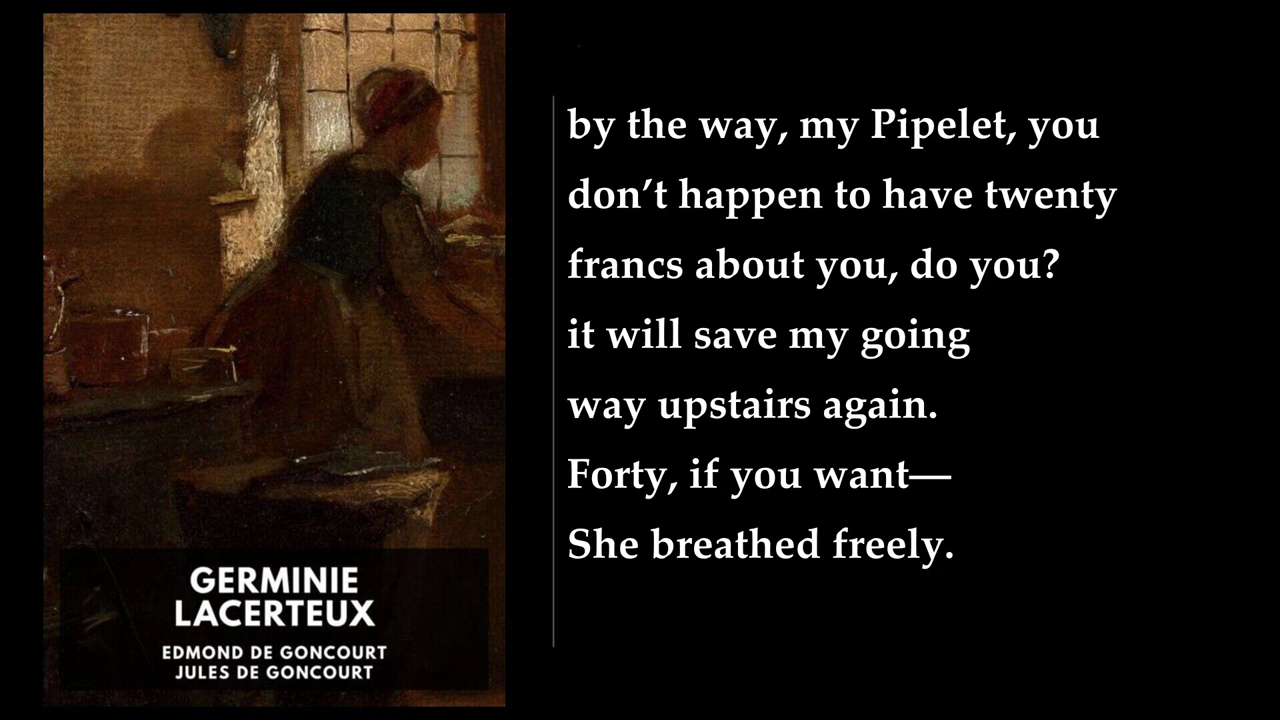 by the way, my Pipelet, you
don’t happen to have twenty
francs about you, do you?
it will save my going
way upstairs again.
Forty, if you want—
She breathed freely.
GERMINIE
LACERTEUX
EDMOND DE GONCOURT
JULES DE GONCOURT